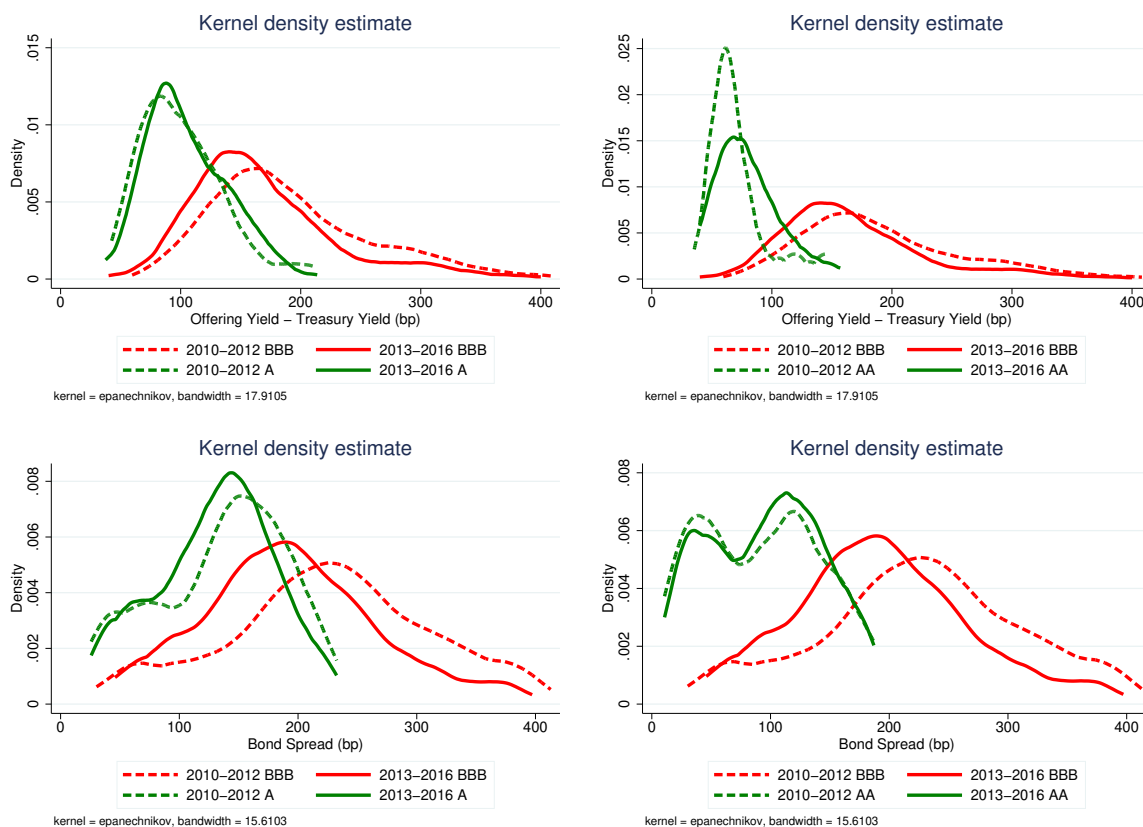 Kernel density estimate
Density
.015
.01
.005
0
0 100 200 300 400
Offering Yield − Treasury Yield (bp)
2010−2012 BBB 2013−2016 BBB
2010−2012 A 2013−2016 A
kernel = epanechnikov, bandwidth = 17.9105
Kernel density estimate
Density
.025
.02
.015
.01
.005
0
0 100 200 300 400
Offering Yield − Treasury Yield (bp)
2010−2012 BBB 2013−2016 BBB
2010−2012 AA 2013−2016 AA
kernel = epanechnikov, bandwidth = 17.9105
Kernel density estimate
Density
.008
.006
.004
.002
0
0 100 200 300 400
Bond Spread (bp)
2010−2012 BBB 2013−2016 BBB
2010−2012 A 2013−2016 A
kernel = epanechnikov, bandwidth = 15.6103
Kernel density estimate
Density
.008
.006
.004
.002
0
0 100 200 300 400
Bond Spread (bp)
2010−2012 BBB 2013−2016 BBB
2010−2012 AA 2013−2016 AA
kernel = epanechnikov, bandwidth = 15.6103